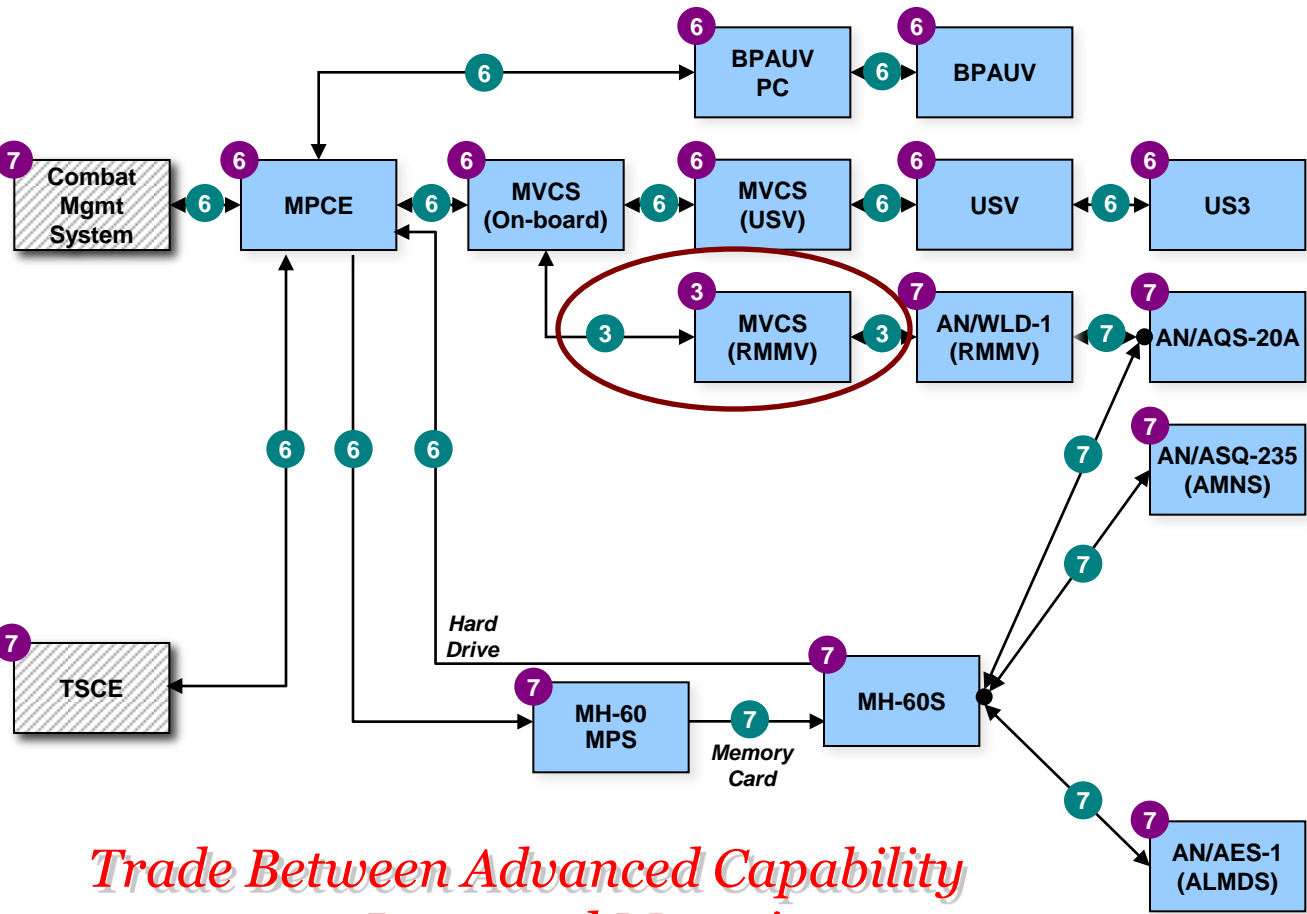 6
BPAUV
PC
6
6
BPAUV
6
7
Combat
Mgmt
System
6
6
MPCE
6
6
MVCS
(On-board)
6
6
MVCS
(USV)
6
6
USV
6
6
US3
3
3
MVCS
(RMMV)
3
7
AN/WLD-1
(RMMV)
7
7
AN/AQS-20A
6
6
6
7
7
AN/ASQ-235
(AMNS)
7
7
TSCE
Hard
Drive
7
MH-60
MPS
7
Memory
Card
7
MH-60S
7
7
AN/AES-1
(ALMDS)
Trade Between Advanced Capability